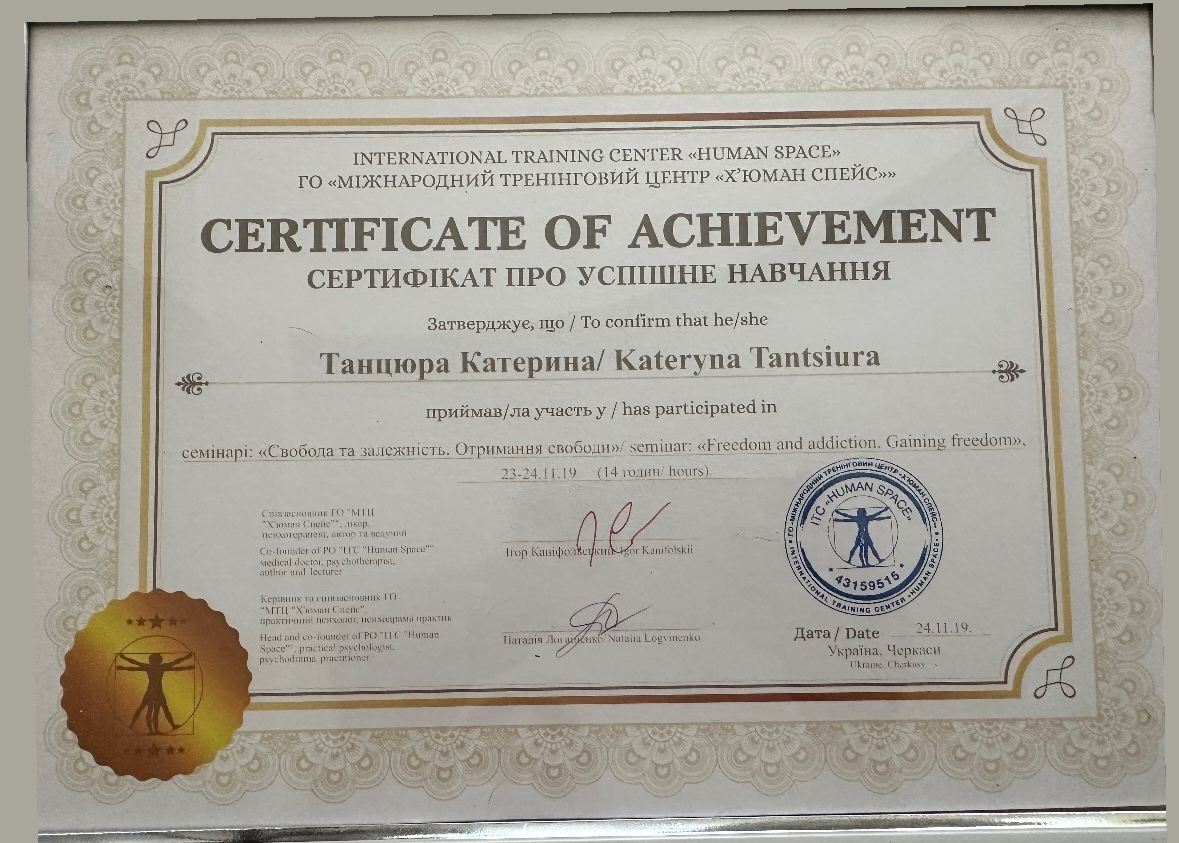 INTERNATIONAL TRAINING CENTER «HUMAN SPACE»
ГО «МІЖНАРОДНИЙ ТРЕНІНГОВИЙ ЦЕНТР «Х’ЮМАН СПЕЙС»»
CERTIFICATE OF ACHIEVEMENT
СЕРТИФІКАТ ПРО УСПІШНЕ НАВЧАННЯ
Затверджує, що / To confirm that he/she
Танцюра Катерина/ Kateryna Tantsiura
приймав/ла участь у / has participated in
семінарі: «Свобода та залежність. Отримання свободи»/ seminar: «Freedom and addiction. Gaining freedom»,
23-24.11.19 (14 годин/ hours).
Співзасновник ГО "МТЦ
"Х'юман Спейс"", лікар,
психотерапевт, автор та ведучий
Co-founder of PO "ITC "Human Space"",
medical doctor, psychotherapist,
author and lecturer
Ігор Каніфольський/ Igor Kanifolskii
Керівник та співзасновник ГО
"МТЦ "Х'юман Спейс",
практичний психолог, психодрама практик
Head and co-founder of PO "ITC "Human
Space"", practical psychologist,
psychodrama practitioner
Наталія Логвиненко/ Natalia Logvinenko
ГО «МІЖНАРОДНИЙ ТРЕНІНГОВИЙ ЦЕНТР «Х'ЮМАН СПЕЙС»
ITC «HUMAN SPACE»
43159515
INTERNATIONAL TRAINING CENTER «HUMAN SPACE»
Дата / Date 24.11.19.
Україна, Черкаси
Ukraine, Cherkasy